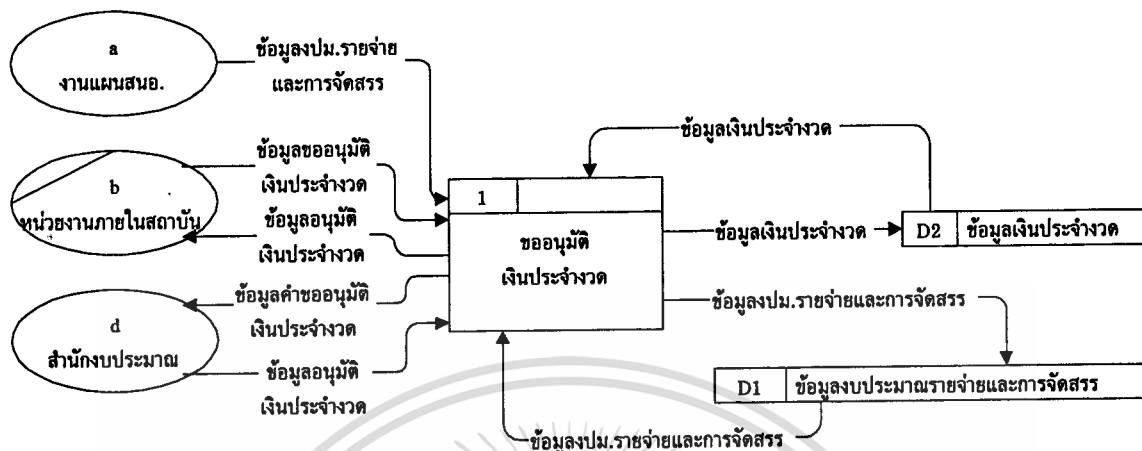 a
งานแผนสนอ.
ข้อมูลงปม.รายจ่าย
และการจัดสรร
b
หน่วยงานภายในสถาบัน
ข้อมูลขออนุมัติ
เงินประจำงวด
ข้อมูลอนุมัติ
เงินประจำงวด
d
สำนักงบประมาณ
ข้อมูลคำขออนุมัติ
เงินประจำงวด
ข้อมูลอนุมัติ
เงินประจำงวด
1
ขออนุมัติ
เงินประจำงวด
ข้อมูลเงินประจำงวด
ข้อมูลเงินประจำงวด
D2 ข้อมูลเงินประจำงวด
ข้อมูลงปม.รายจ่ายและการจัดสรร
D1 ข้อมูลงบประมาณรายจ่ายและการจัดสรร
ข้อมูลงปม.รายจ่ายและการจัดสรร